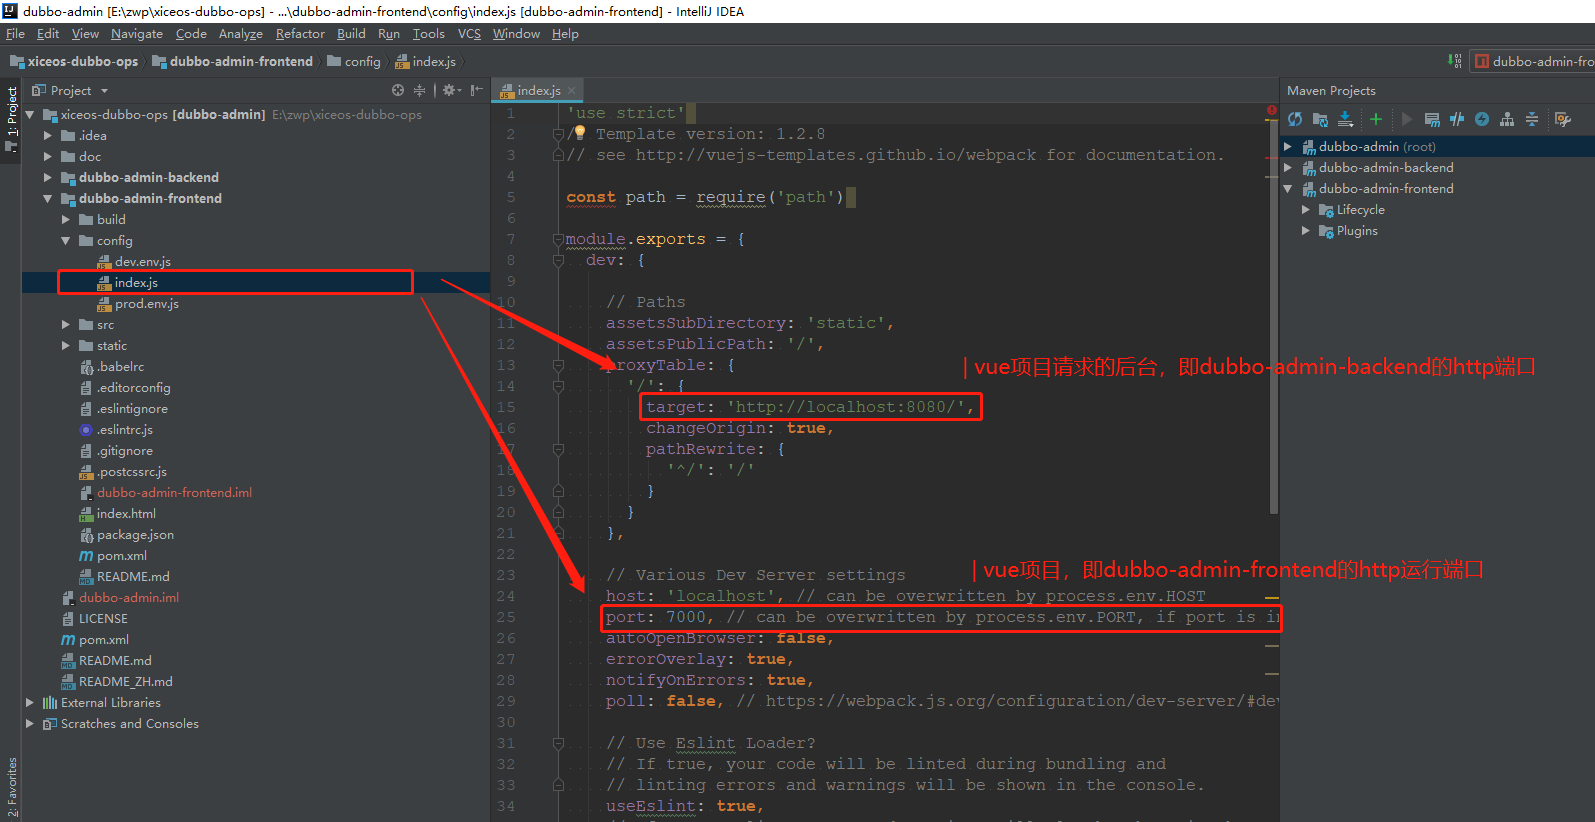 dubbo-admin [E:\zwp\xiceos-dubbo-ops] - ...\dubbo-admin-frontend\config\index.js [dubbo-admin-frontend] - IntelliJ IDEA
File Edit View Navigate Code Analyze Refactor Build Run Tools VCS Window Help
xiceos-dubbo-ops dubbo-admin-frontend config index.js
dubbo-admin-fro
1: Project
2: Favorites
Project
xiceos-dubbo-ops [dubbo-admin] E:\zwp\xiceos-dubbo-ops
.idea
doc
dubbo-admin-backend
dubbo-admin-frontend
build
config
dev.env.js
index.js
prod.env.js
src
static
.babelrc
.editorconfig
.eslintignore
.eslintrc.js
.gitignore
.postcssrc.js
dubbo-admin-frontend.iml
index.html
package.json
pom.xml
README.md
dubbo-admin.iml
LICENSE
pom.xml
README.md
README_ZH.md
External Libraries
Scratches and Consoles
index.js
1 'use strict'
2 / Template version: 1.2.8
3 // see http://vuejs-templates.github.io/webpack for documentation.
4
5 const path = require('path')
6
7 module.exports = {
8 dev: {
9
10 // Paths
11 assetsSubDirectory: 'static',
12 assetsPublicPath: '/',
13 proxyTable: {
14 '/': {
15 target: 'http://localhost:8080/',
16 changeOrigin: true,
17 pathRewrite: {
18 '^/': '/'
19 }
20 }
21 },
22
23 // Various Dev Server settings
24 host: 'localhost', // can be overwritten by process.env.HOST
25 port: 7000, // can be overwritten by process.env.PORT, if port is in
26 autoOpenBrowser: false,
27 errorOverlay: true,
28 notifyOnErrors: true,
29 poll: false, // https://webpack.js.org/configuration/dev-server/#dev
30
31 // Use Eslint Loader?
32 // If true, your code will be linted during bundling and
33 // linting errors and warnings will be shown in the console.
34 useEslint: true,
| vue项目请求的后台，即dubbo-admin-backend的http端口
| vue项目，即dubbo-admin-frontend的http运行端口
Maven Projects
dubbo-admin (root)
dubbo-admin-backend
dubbo-admin-frontend
Lifecycle
Plugins